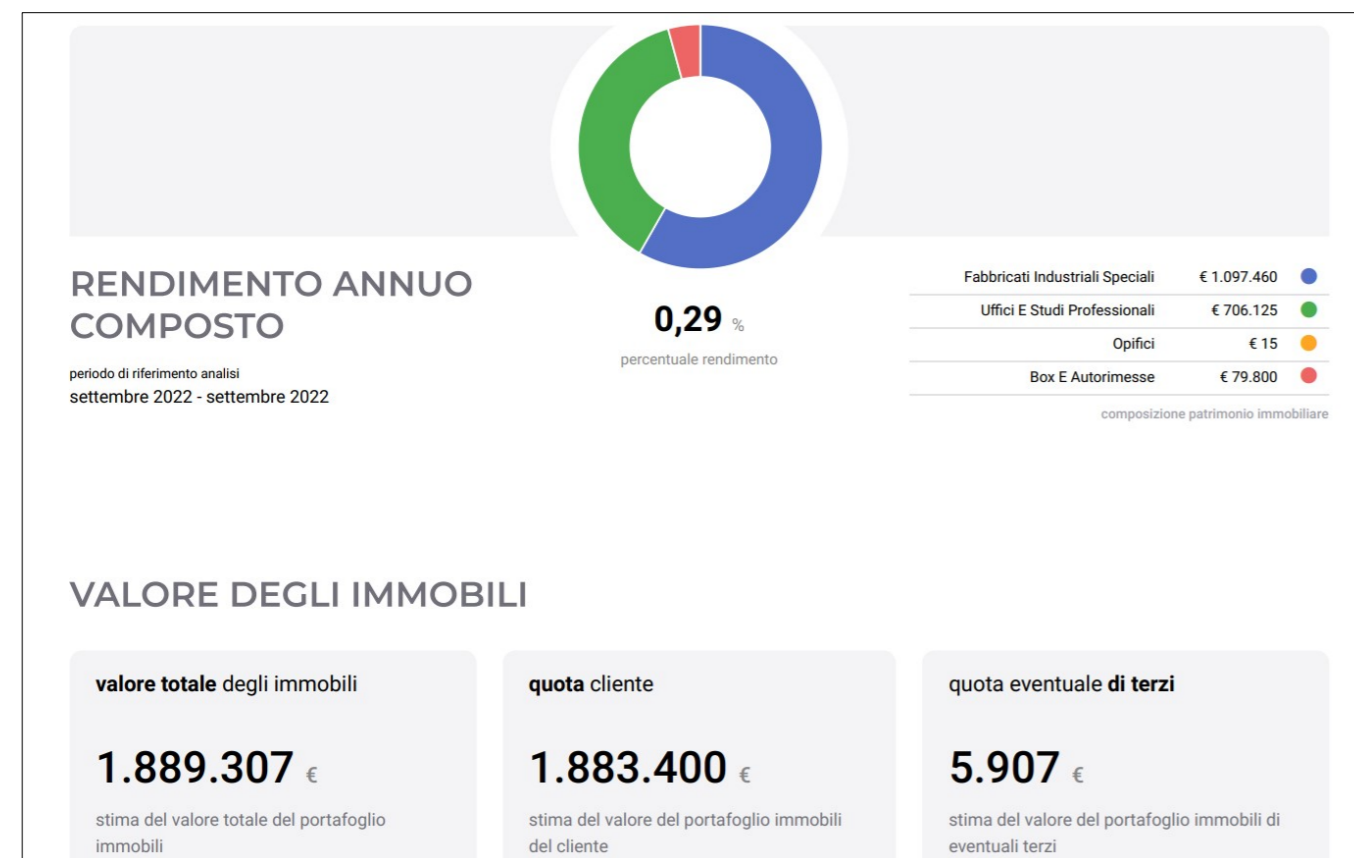 RENDIMENTO ANNUO
COMPOSTO
periodo di riferimento analisi
settembre 2022 - settembre 2022
0,29 %
percentuale rendimento
Fabbricati Industriali Speciali € 1.097.460
Uffici E Studi Professionali € 706.125
Opifici € 15
Box E Autorimesse € 79.800
composizione patrimonio immobiliare
VALORE DEGLI IMMOBILI
valore totale degli immobili
1.889.307 €
stima del valore totale del portafoglio
immobili
quota cliente
1.883.400 €
stima del valore del portafoglio immobili
del cliente
quota eventuale di terzi
5.907 €
stima del valore del portafoglio immobili di
eventuali terzi